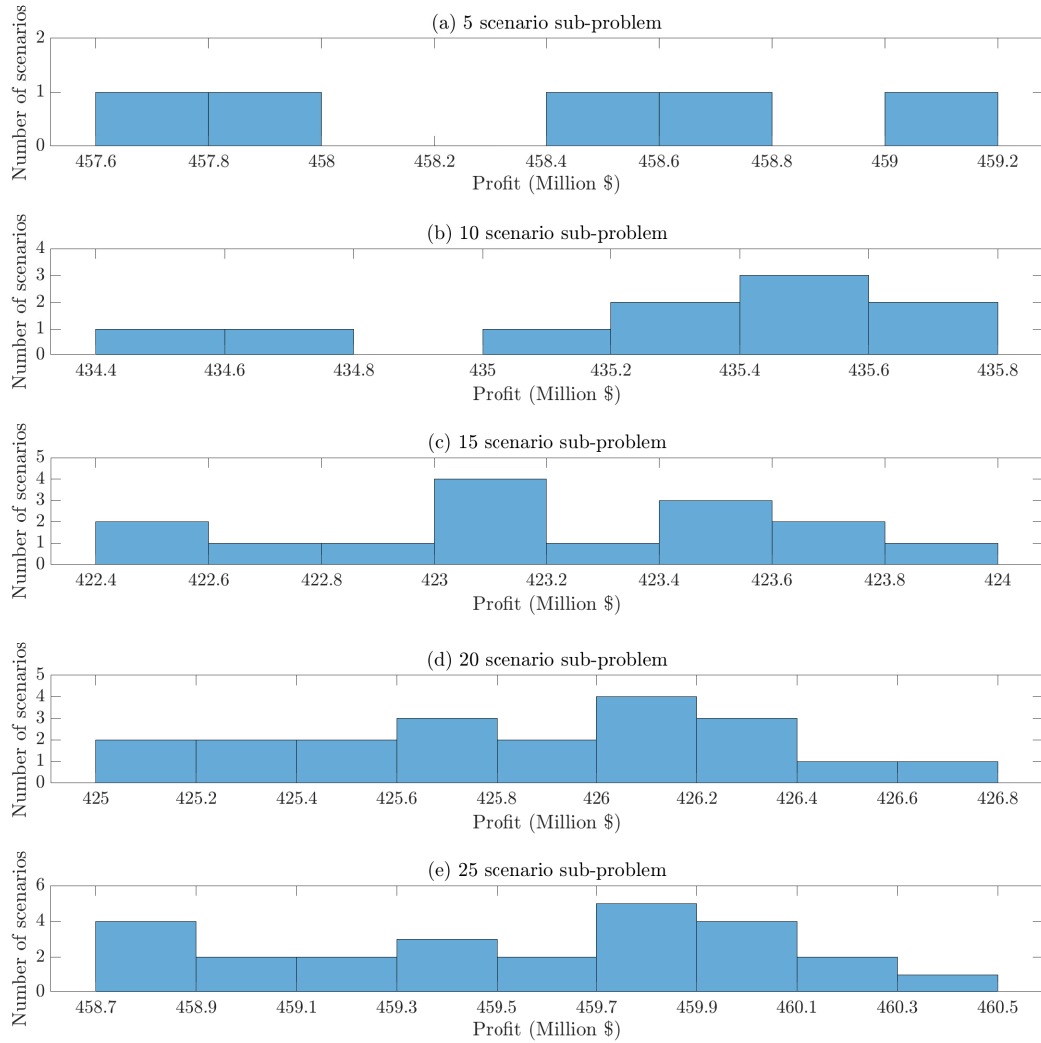 (a) 5 scenario sub-problem
Number of scenarios
2
1
0
457.6 457.8 458 458.2 458.4 458.6 458.8 459 459.2
Profit (Million $)
(b) 10 scenario sub-problem
Number of scenarios
4
3
2
1
0
434.4 434.6 434.8 435 435.2 435.4 435.6 435.8
Profit (Million $)
(c) 15 scenario sub-problem
Number of scenarios
5
4
3
2
1
0
422.4 422.6 422.8 423 423.2 423.4 423.6 423.8 424
Profit (Million $)
(d) 20 scenario sub-problem
Number of scenarios
5
4
3
2
1
0
425 425.2 425.4 425.6 425.8 426 426.2 426.4 426.6 426.8
Profit (Million $)
(e) 25 scenario sub-problem
Number of scenarios
6
4
2
0
458.7 458.9 459.1 459.3 459.5 459.7 459.9 460.1 460.3 460.5
Profit (Million $)